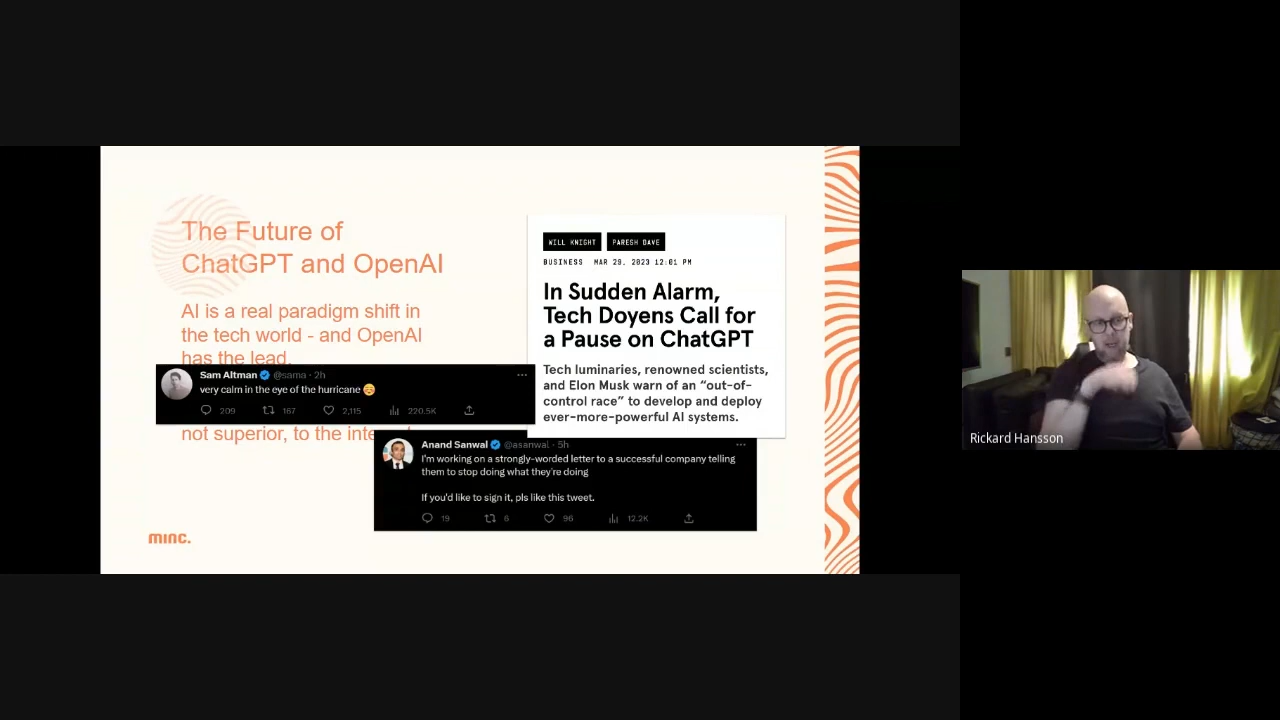 The Future of
ChatGPT and OpenAI
AI is a real paradigm shift in
the tech world - and OpenAI
has the lead.
Sam Altman @sama · 2h
very calm in the eye of the hurricane 😌
209 167 2,115 220.5K
not superior, to the
WILL KNIGHT PARESH DAVE
BUSINESS MAR 29, 2023 12:01 PM
In Sudden Alarm,
Tech Doyens Call for
a Pause on ChatGPT
Tech luminaries, renowned scientists,
and Elon Musk warn of an “out-of-
control race” to develop and deploy
ever-more-powerful AI systems.
Anand Sanwal @asanwal · 5h
I'm working on a strongly-worded letter to a successful company telling
them to stop doing what they're doing
If you'd like to sign it, pls like this tweet.
19 6 96 12.2K
minc.
Rickard Hansson